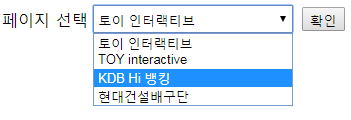 페이지 선택 토이 인터랙티브 확인
토이 인터랙티브
TOY interactive
KDB Hi 뱅킹
현대건설배구단